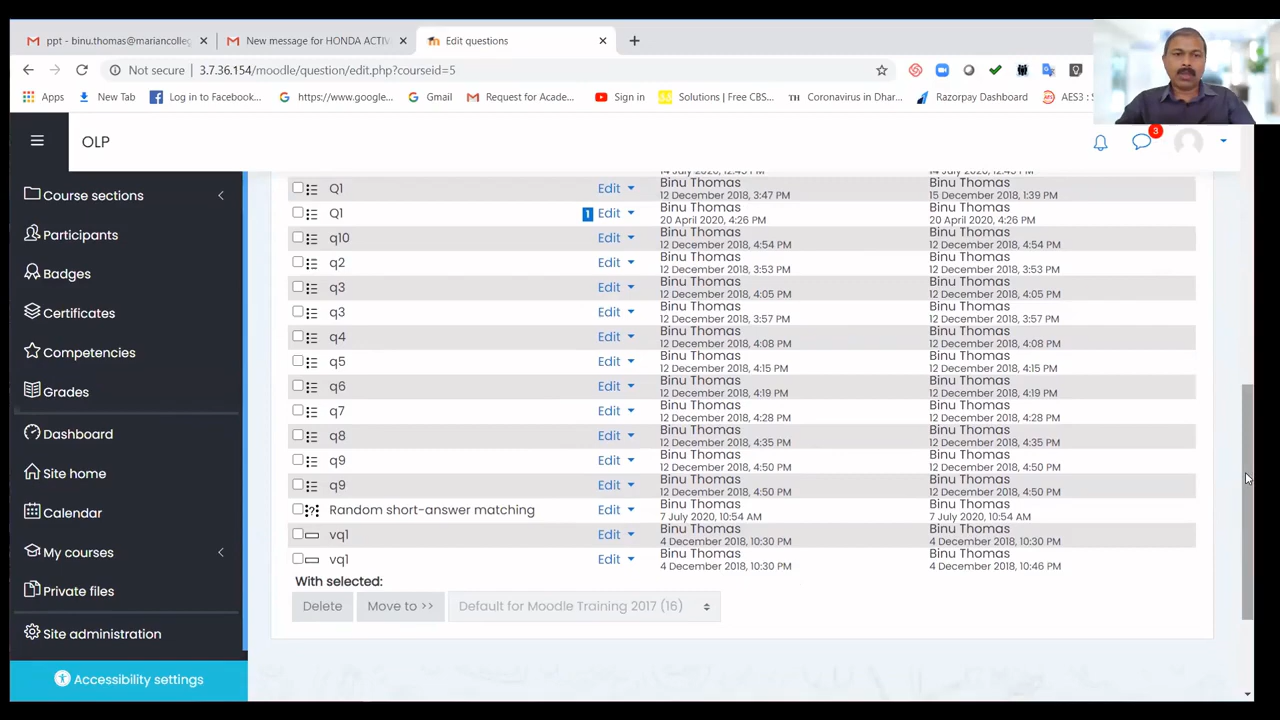 ppt - binu.thomas@mariancolleg
New message for HONDA ACTIV
Edit questions
Not secure 3.7.36.154/moodle/question/edit.php?courseid=5
Apps New Tab Log in to Facebook... https://www.google... Gmail Request for Acade... Sign in Solutions | Free CBS... TH Coronavirus in Dhar... Razorpay Dashboard AES3 : S
OLP
3
Course sections
Participants
Badges
Certificates
Competencies
Grades
Dashboard
Site home
Calendar
My courses
Private files
Site administration
Accessibility settings
14 July 2020, 12:45 PM 14 July 2020, 12:45 PM
Q1 Edit Binu Thomas Binu Thomas
12 December 2018, 3:47 PM 15 December 2018, 1:39 PM
Q1 1 Edit Binu Thomas Binu Thomas
20 April 2020, 4:26 PM 20 April 2020, 4:26 PM
q10 Edit Binu Thomas Binu Thomas
12 December 2018, 4:54 PM 12 December 2018, 4:54 PM
q2 Edit Binu Thomas Binu Thomas
12 December 2018, 3:53 PM 12 December 2018, 3:53 PM
q3 Edit Binu Thomas Binu Thomas
12 December 2018, 4:05 PM 12 December 2018, 4:05 PM
q3 Edit Binu Thomas Binu Thomas
12 December 2018, 3:57 PM 12 December 2018, 3:57 PM
q4 Edit Binu Thomas Binu Thomas
12 December 2018, 4:08 PM 12 December 2018, 4:08 PM
q5 Edit Binu Thomas Binu Thomas
12 December 2018, 4:15 PM 12 December 2018, 4:15 PM
q6 Edit Binu Thomas Binu Thomas
12 December 2018, 4:19 PM 12 December 2018, 4:19 PM
q7 Edit Binu Thomas Binu Thomas
12 December 2018, 4:28 PM 12 December 2018, 4:28 PM
q8 Edit Binu Thomas Binu Thomas
12 December 2018, 4:35 PM 12 December 2018, 4:35 PM
q9 Edit Binu Thomas Binu Thomas
12 December 2018, 4:50 PM 12 December 2018, 4:50 PM
q9 Edit Binu Thomas Binu Thomas
12 December 2018, 4:50 PM 12 December 2018, 4:50 PM
Random short-answer matching Edit Binu Thomas Binu Thomas
7 July 2020, 10:54 AM 7 July 2020, 10:54 AM
vq1 Edit Binu Thomas Binu Thomas
4 December 2018, 10:30 PM 4 December 2018, 10:30 PM
vq1 Edit Binu Thomas Binu Thomas
4 December 2018, 10:30 PM 4 December 2018, 10:46 PM
With selected:
Delete Move to >> Default for Moodle Training 2017 (16)